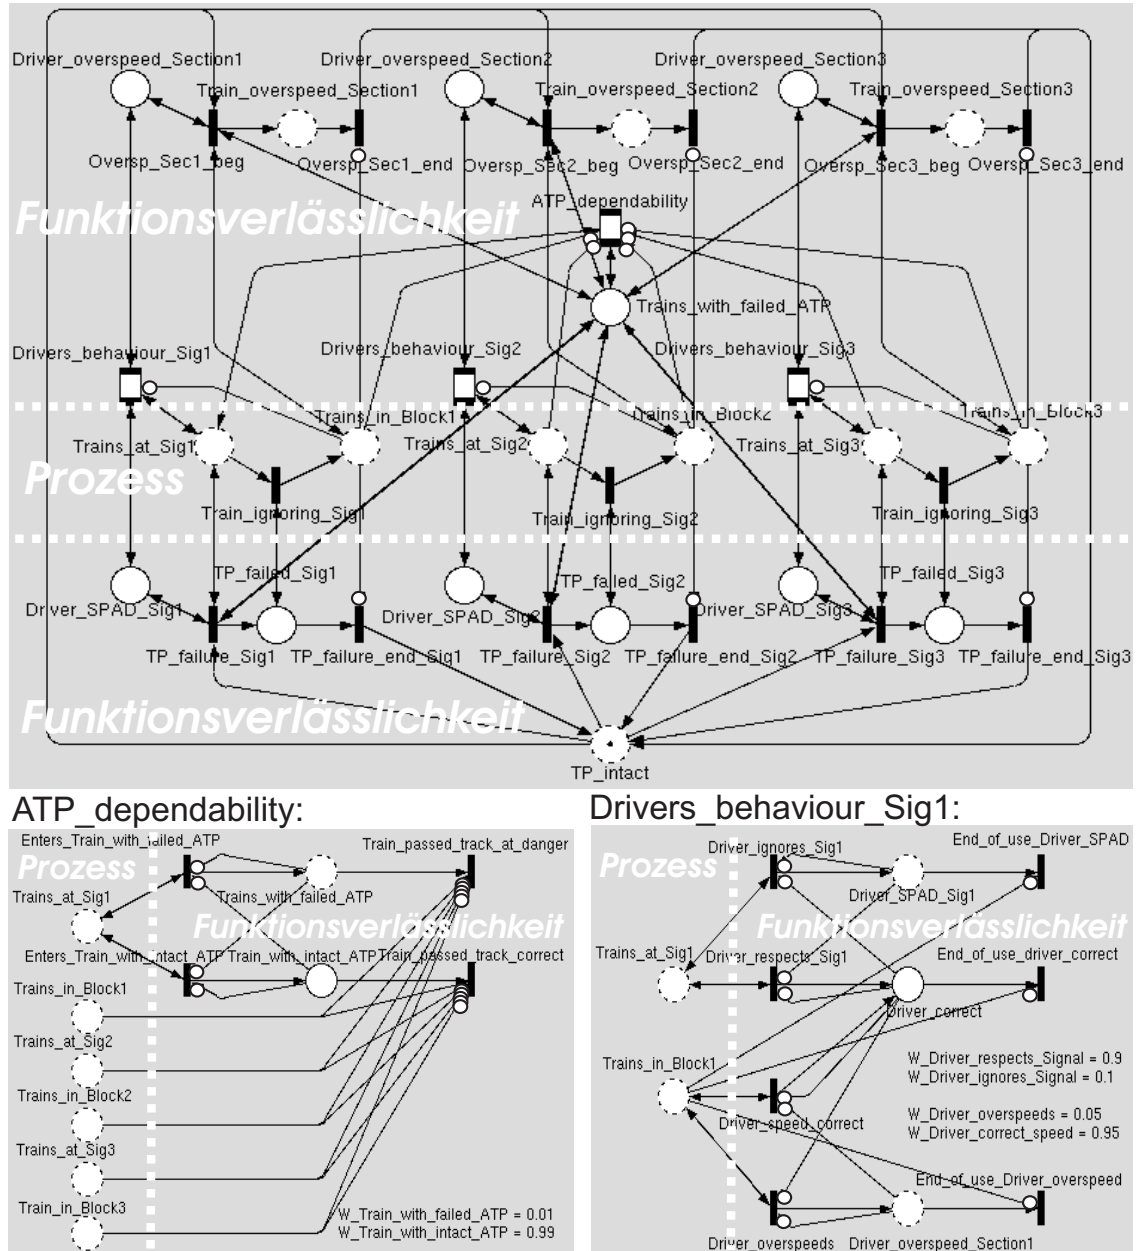 Driver_overspeed_Section1
Driver_overspeed_Section2
Driver_overspeed_Section3
Train_overspeed_Section1
Train_overspeed_Section2
Train_overspeed_Section3
Oversp_Sec1_beg
Oversp_Sec1_end
Oversp_Sec2_beg
Oversp_Sec2_end
Oversp_Sec3_beg
Oversp_Sec3_end
Funktionsverlässlichkeit
ATP_dependability
Trains_with_failed_ATP
Drivers_behaviour_Sig1
Drivers_behaviour_Sig2
Drivers_behaviour_Sig3
Trains_in_Block1
Trains_in_Block2
Trains_in_Block3
Trains_at_Sig1
Trains_at_Sig2
Trains_at_Sig3
Prozess
Train_ignoring_Sig1
Train_ignoring_Sig2
Train_ignoring_Sig3
TP_failed_Sig1
TP_failed_Sig2
TP_failed_Sig3
Driver_SPAD_Sig1
Driver_SPAD_Sig2
Driver_SPAD_Sig3
TP_failure_Sig1
TP_failure_end_Sig1
TP_failure_Sig2
TP_failure_end_Sig2
TP_failure_Sig3
TP_failure_end_Sig3
Funktionsverlässlichkeit
TP_intact
ATP_dependability:
Enters_Train_with_failed_ATP
Train_passed_track_at_danger
Prozess
Trains_at_Sig1
Trains_with_failed_ATP
Funktionsverlässlichkeit
Enters_Train_with_intact_ATP
Train_with_intact_ATP
Train_passed_track_correct
Trains_in_Block1
Trains_at_Sig2
Trains_in_Block2
Trains_at_Sig3
Train_in_Block3
W_Train_with_failed_ATP = 0.01
W_Train_with_intact_ATP = 0.99
Drivers_behaviour_Sig1:
Driver_ignores_Sig1
End_of_use_Driver_SPAD
Prozess
Driver_SPAD_Sig1
Funktionsverlässlichkeit
Trains_at_Sig1
Driver_respects_Sig1
End_of_use_driver_correct
Driver_correct
Trains_in_Block1
W_Driver_respects_Signal = 0.9
W_Driver_ignores_Signal = 0.1
Driver_speed_correct
W_Driver_overspeeds = 0.05
W_Driver_correct_speed = 0.95
End_of_use_Driver_overspeed
Driver_overspeeds
Driver_overspeed_Section1